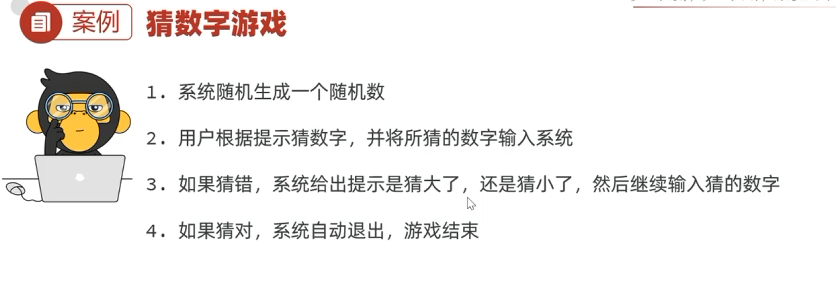 案例 猜数字游戏
1. 系统随机生成一个随机数
2. 用户根据提示猜数字，并将所猜的数字输入系统
3. 如果猜错，系统给出提示是猜大了，还是猜小了，然后继续输入猜的数字
4. 如果猜对，系统自动退出，游戏结束